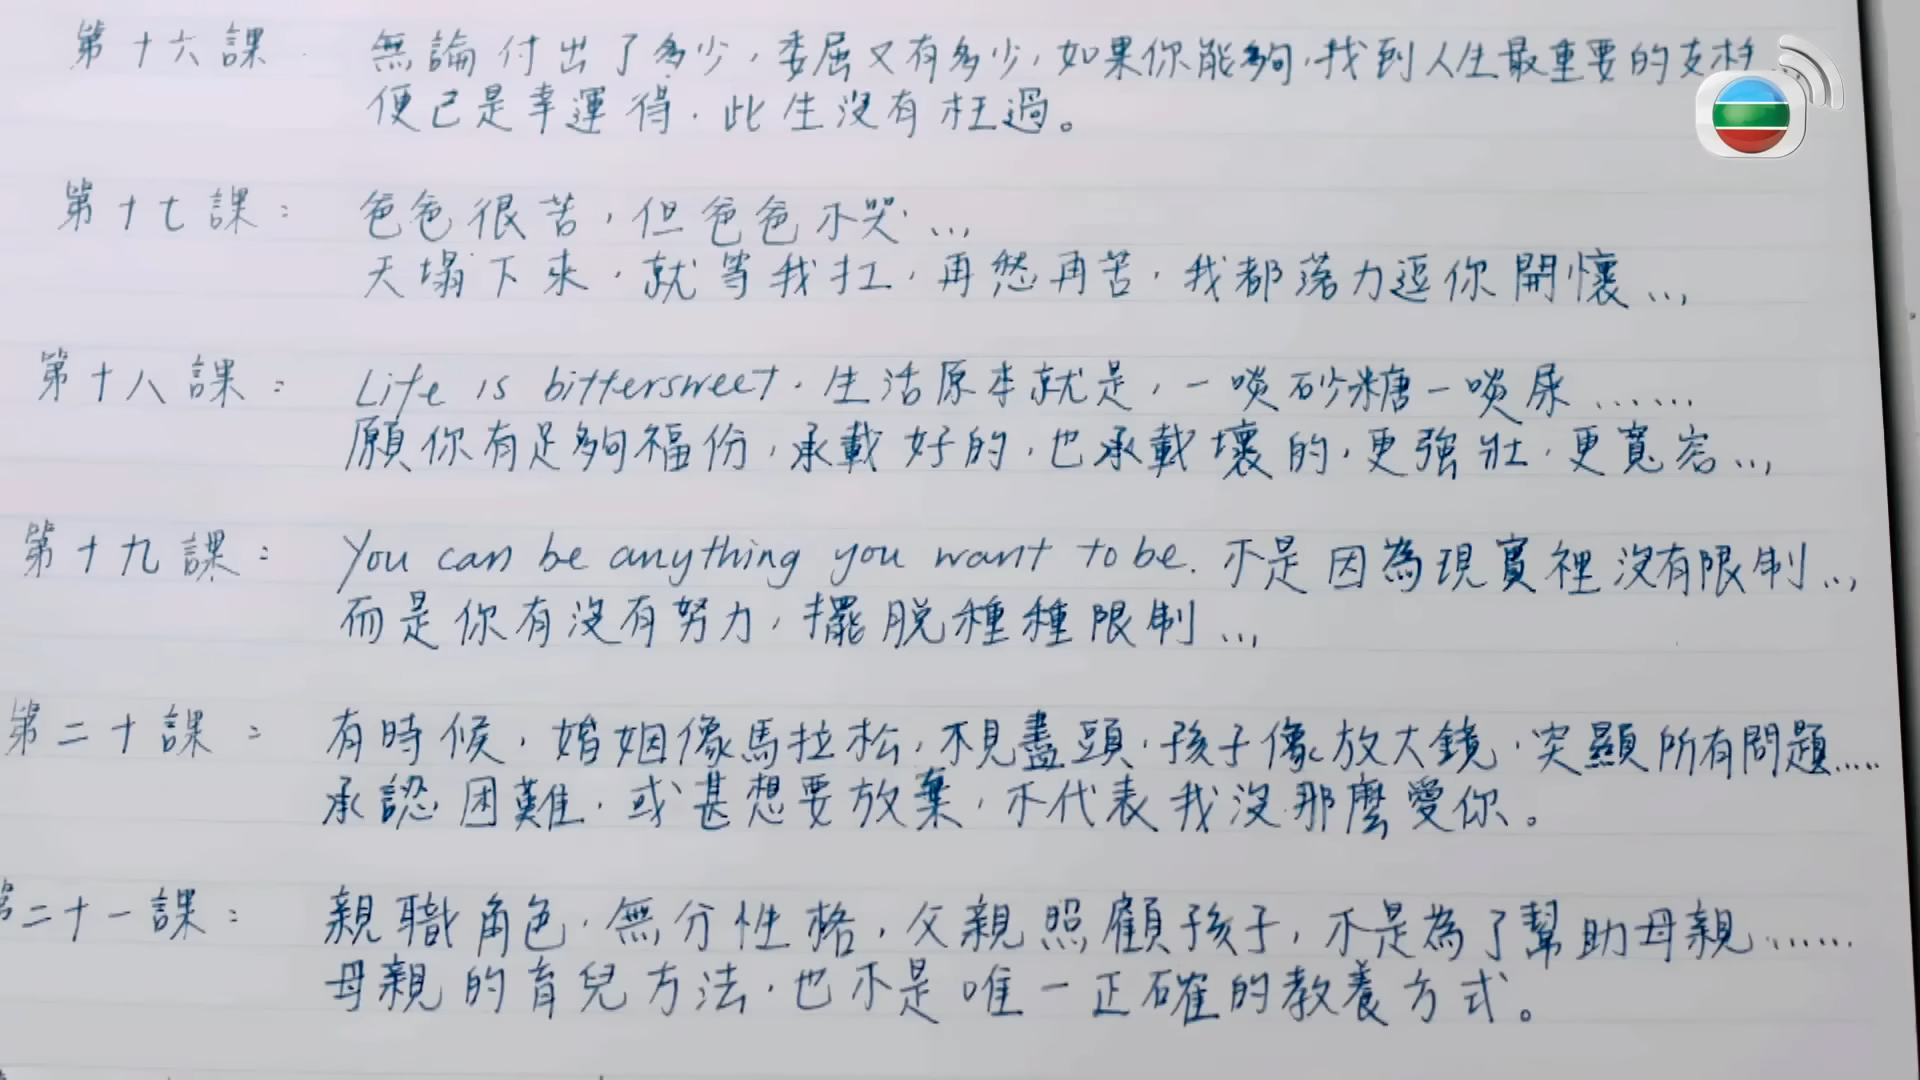 第十六課 無論付出了多少，委屈又有多少，如果你能夠，找到人生最重要的支柱
便已是幸運得，此生沒有枉過。
第十七課： 爸爸很苦，但爸爸不哭...
天塌下來，就等我扛，再愁再苦，我都落力逗你開懷...
第十八課： Life is bittersweet，生活原本就是，一啖砂糖一啖尿......
願你有足夠福份，承載好的，也承載壞的，更強壯，更寬容...
第十九課： You can be anything you want to be. 不是因為現實裡沒有限制...
而是你有沒有努力，擺脫種種限制...
第二十課： 有時候，婚姻像馬拉松，不見盡頭，孩子像放大鏡，突顯所有問題.....
承認困難，或甚想要放棄，不代表我沒那麼愛你。
第二十一課： 親職角色，無分性格，父親照顧孩子，不是為了幫助母親......
母親的育兒方法，也不是唯一正確的教養方式。